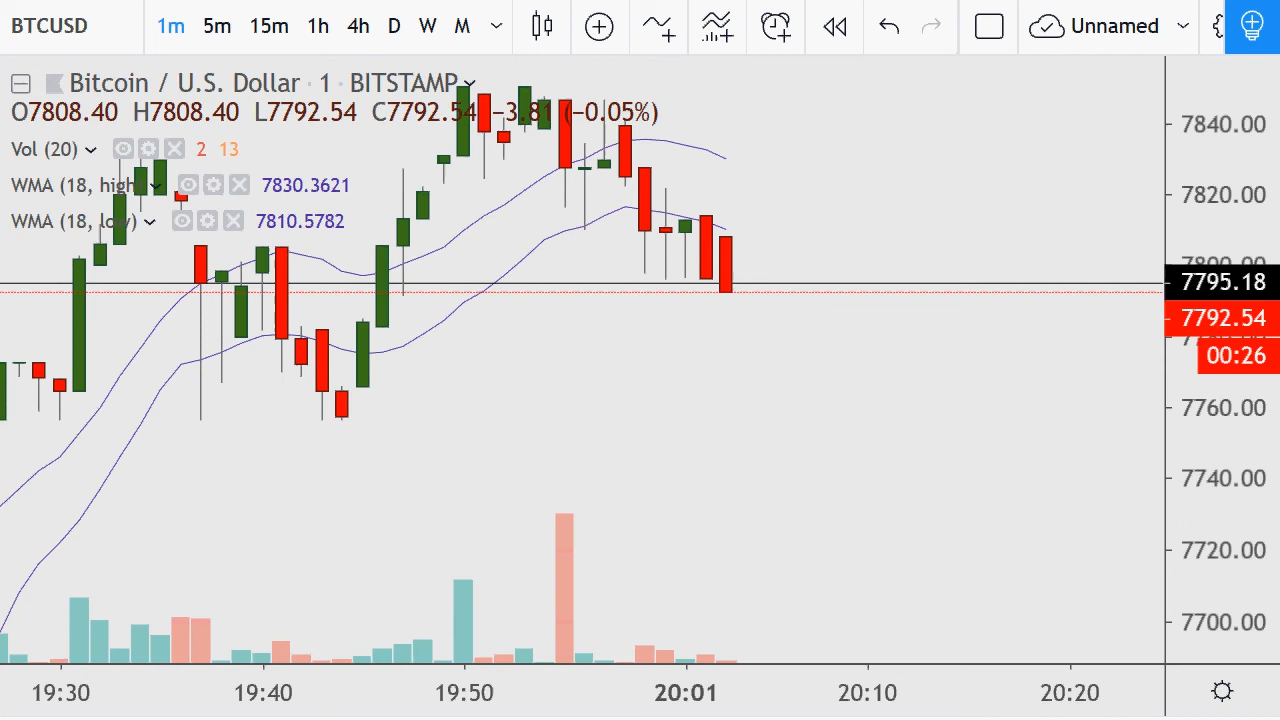 BTCUSD 1m 5m 15m 1h 4h D W M Unnamed
Bitcoin / U.S. Dollar · 1 · BITSTAMP
O7808.40 H7808.40 L7792.54 C7792.54 −3.81 (−0.05%)
Vol (20) 2 13
WMA (18, high) 7830.3621
WMA (18, low) 7810.5782
7840.00
7820.00
7800.00
7795.18
7792.54
00:26
7760.00
7740.00
7720.00
7700.00
19:30 19:40 19:50 20:01 20:10 20:20